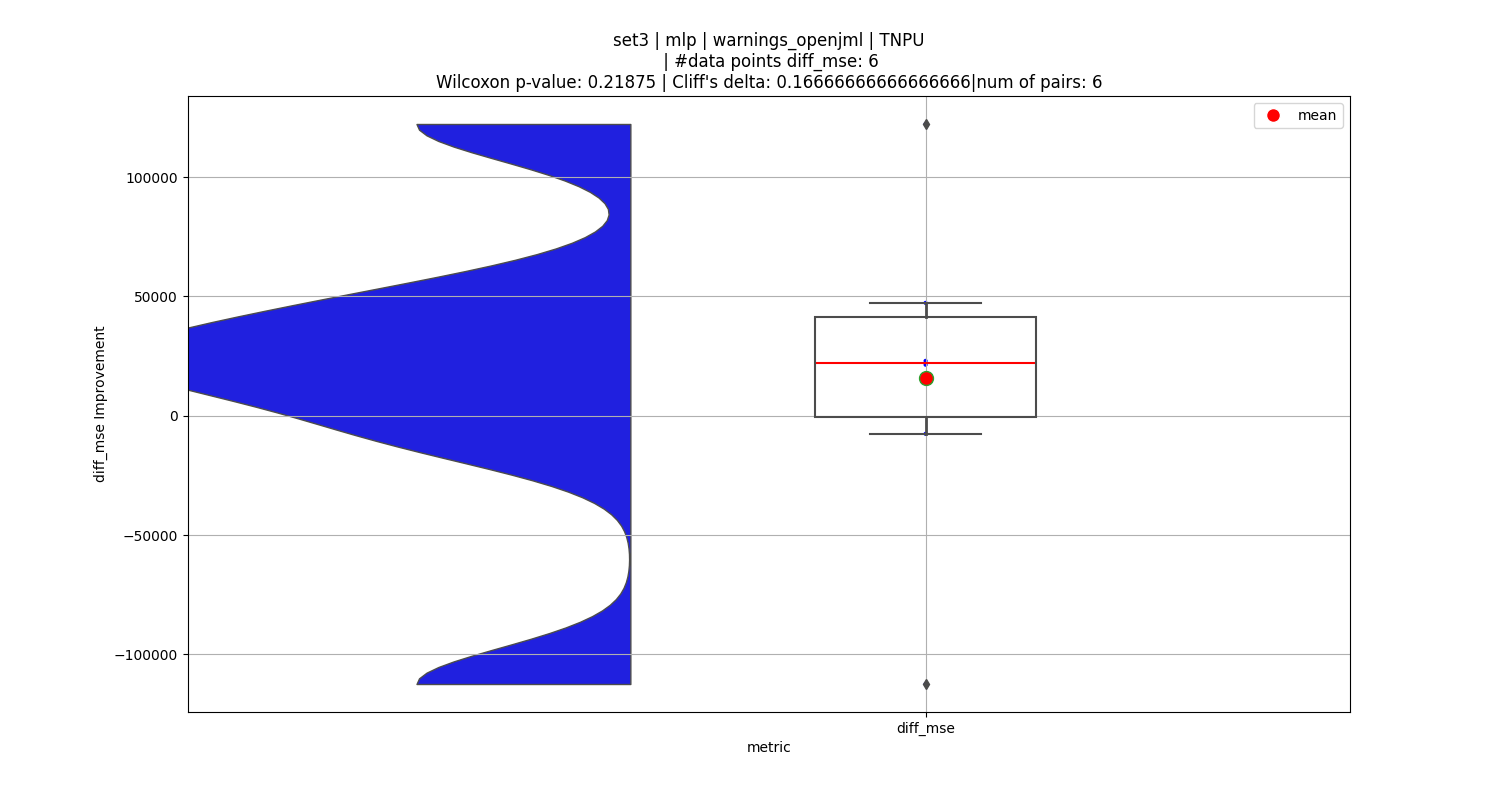 set3 | mlp | warnings_openjml | TNPU
| #data points diff_mse: 6
Wilcoxon p-value: 0.21875 | Cliff's delta: 0.16666666666666666|num of pairs: 6
mean
100000
50000
0
−50000
−100000
diff_mse Improvement
diff_mse
metric